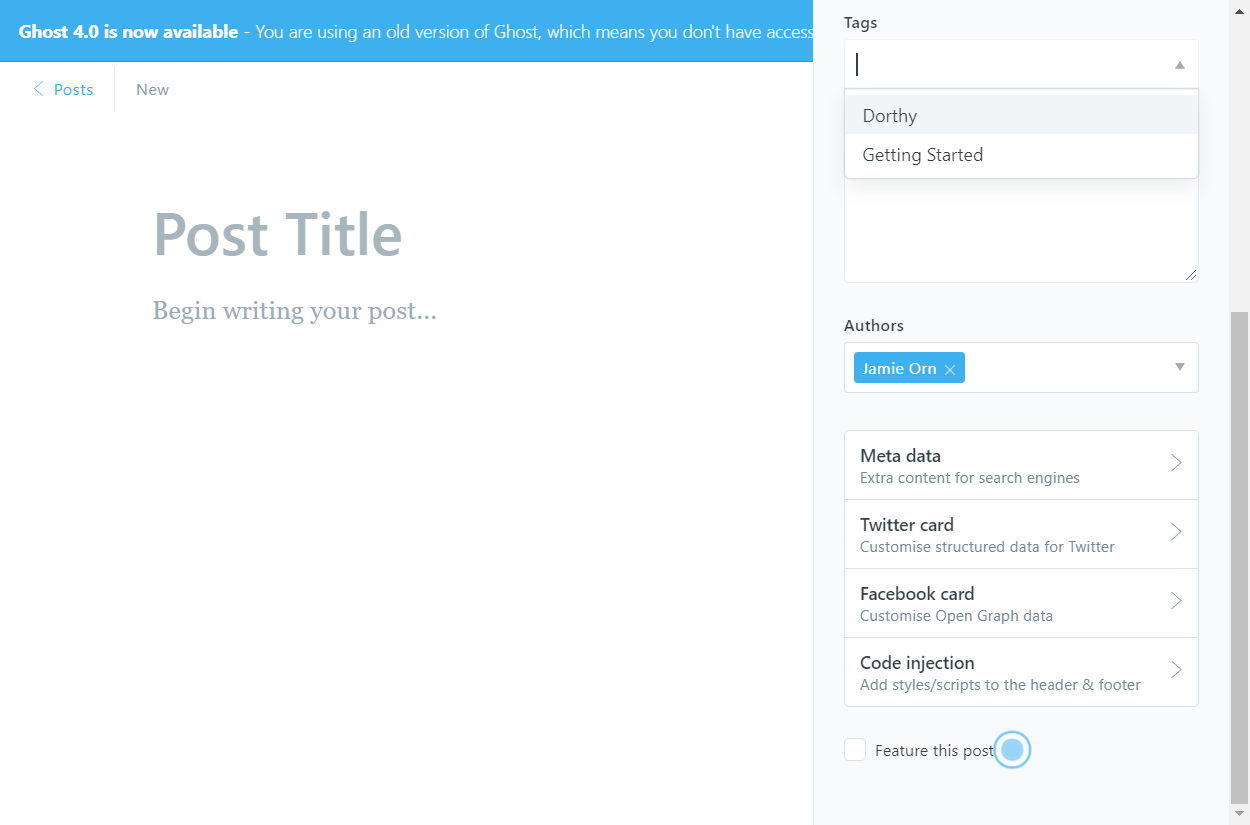 Ghost 4.0 is now available - You are using an old version of Ghost, which means you don't have access
Posts
New
Post Title
Begin writing your post...
Tags
Dorthy
Getting Started
Authors
Jamie Orn
Meta data
Extra content for search engines
Twitter card
Customise structured data for Twitter
Facebook card
Customise Open Graph data
Code injection
Add styles/scripts to the header & footer
Feature this post